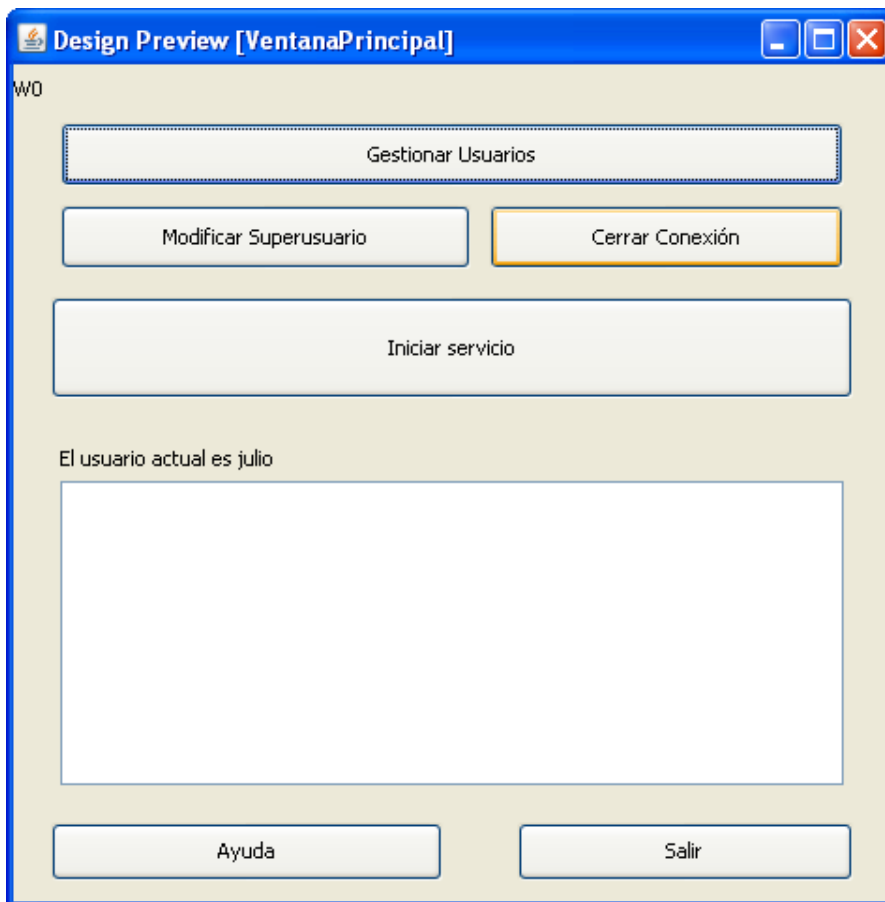 Design Preview [VentanaPrincipal]
W0
Gestionar Usuarios
Modificar Superusuario
Cerrar Conexión
Iniciar servicio
El usuario actual es julio
Ayuda
Salir